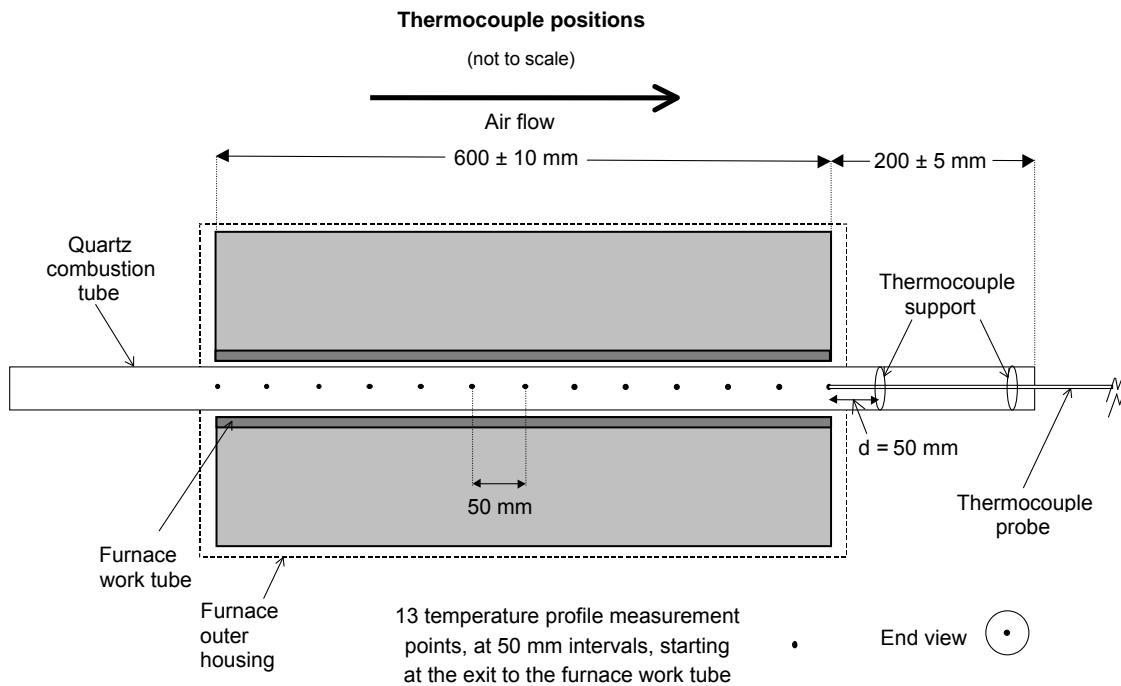 Thermocouple positions
(not to scale)
Air flow
600 ± 10 mm
200 ± 5 mm
Quartz
combustion
tube
Thermocouple
support
d = 50 mm
50 mm
Thermocouple
probe
Furnace
work tube
Furnace
outer
housing
13 temperature profile measurement
points, at 50 mm intervals, starting
at the exit to the furnace work tube
End view